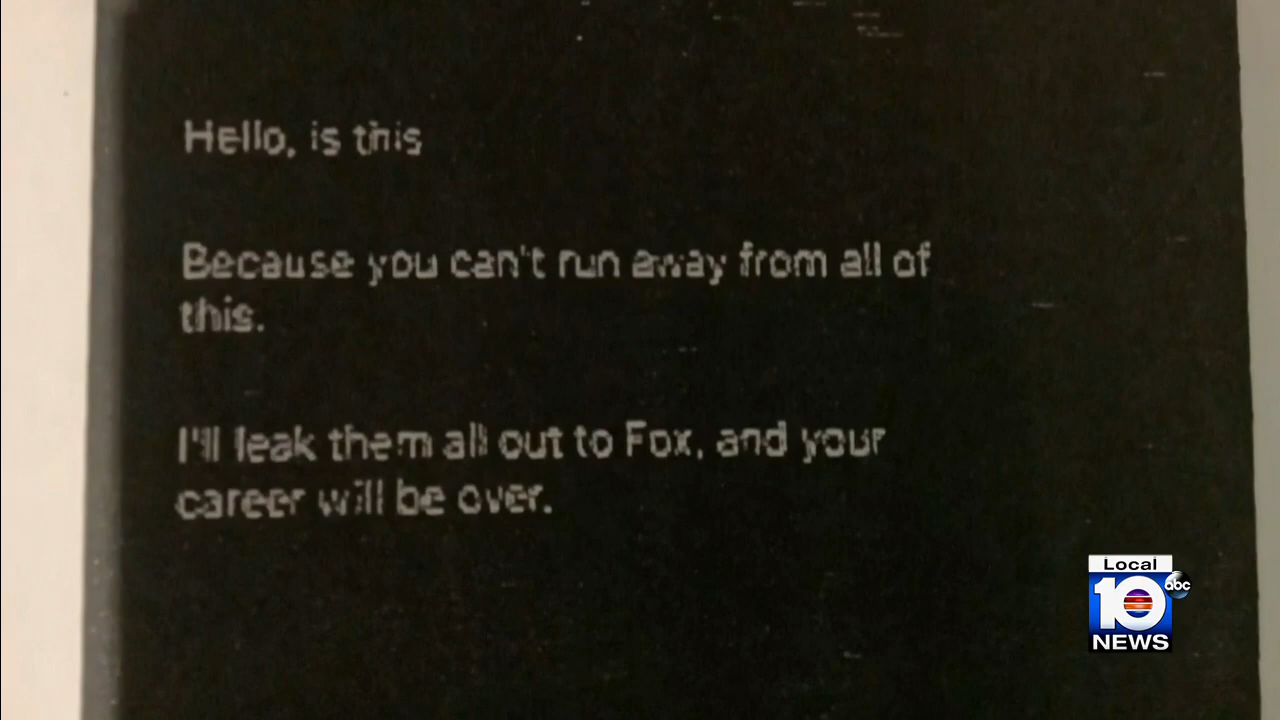 Hello, is this
Because you can't run away from all of
this.
I'll leak them all out to Fox, and your
career will be over.
Local
10
abc
NEWS